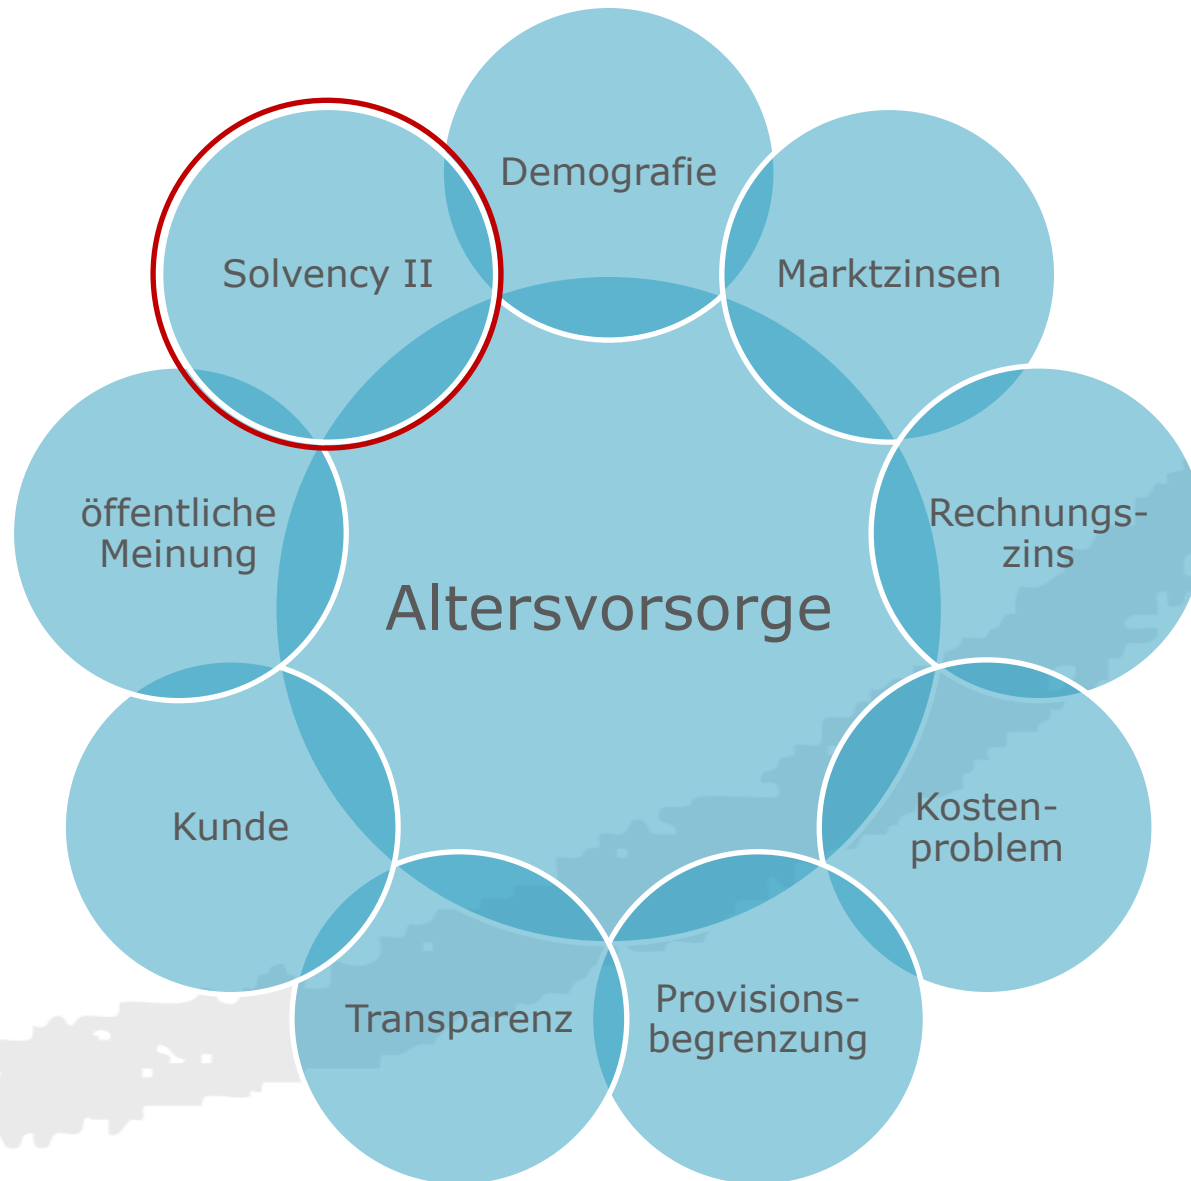 Demografie
Solvency II
Marktzinsen
öffentliche
Meinung
Rechnungs-
zins
Altersvorsorge
Kunde
Kosten-
problem
Transparenz
Provisions-
begrenzung